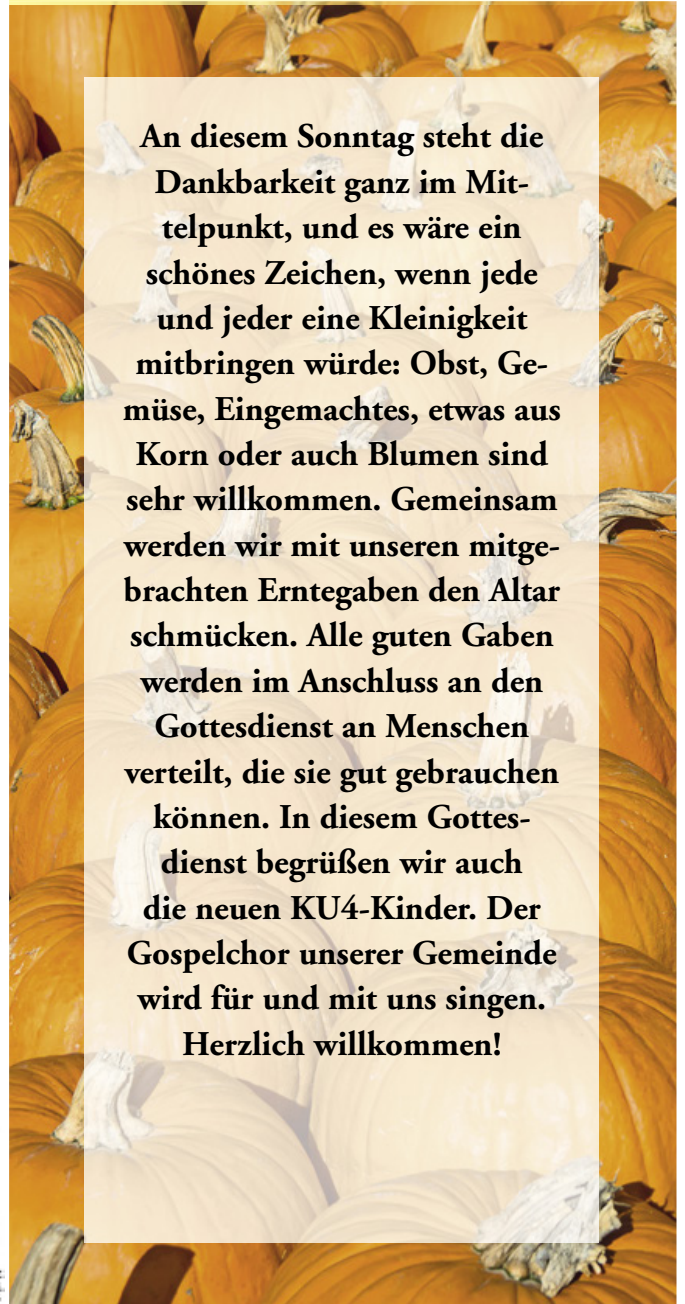 An diesem Sonntag steht die
Dankbarkeit ganz im Mit-
telpunkt, und es wäre ein
schönes Zeichen, wenn jede
und jeder eine Kleinigkeit
mitbringen würde: Obst, Ge-
müse, Eingemachtes, etwas aus
Korn oder auch Blumen sind
sehr willkommen. Gemeinsam
werden wir mit unseren mitge-
brachten Erntegaben den Altar
schmücken. Alle guten Gaben
werden im Anschluss an den
Gottesdienst an Menschen
verteilt, die sie gut gebrauchen
können. In diesem Gottes-
dienst begrüßen wir auch
die neuen KU4-Kinder. Der
Gospelchor unserer Gemeinde
wird für und mit uns singen.
Herzlich willkommen!